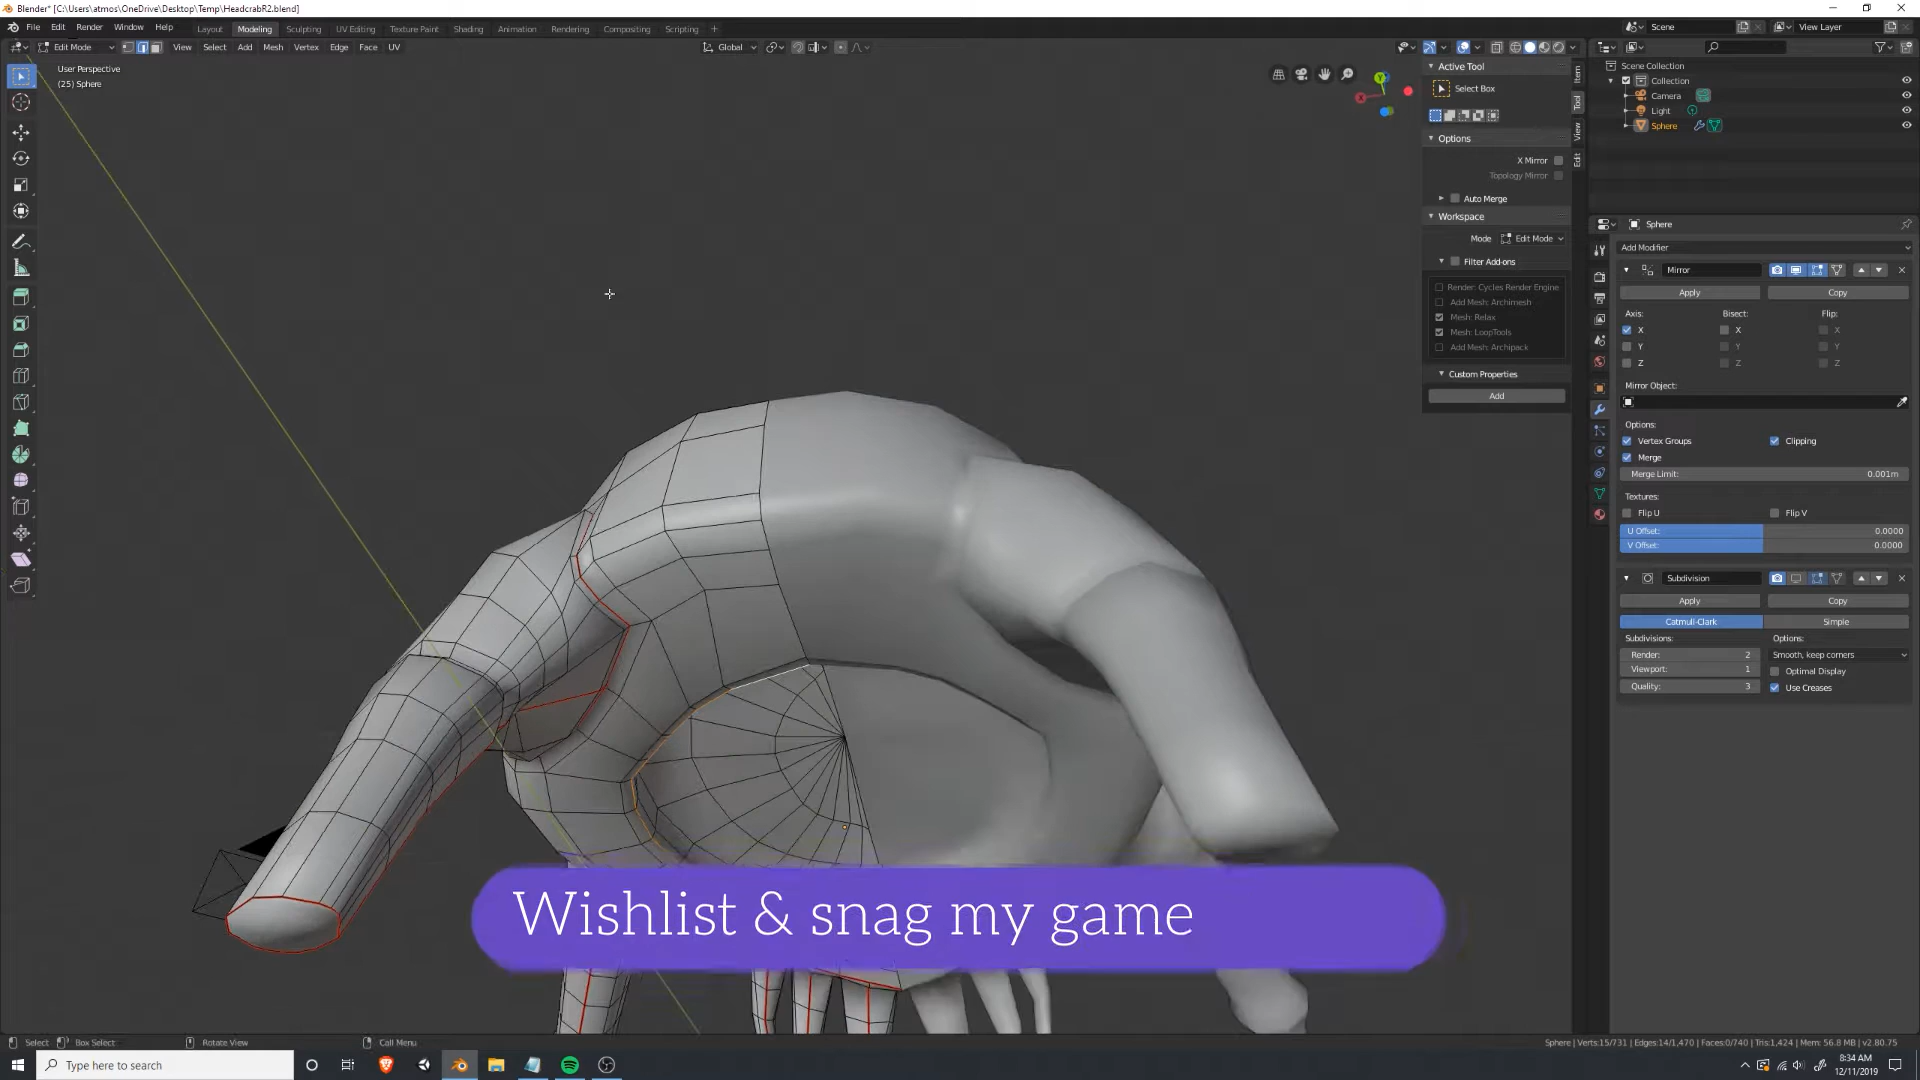 Blender* [C:\Users\atmos\OneDrive\Desktop\Temp\HeadcrabR2.blend]
File Edit Render Window Help Layout Modeling Sculpting UV Editing Texture Paint Shading Animation Rendering Compositing Scripting + Scene View Layer
Edit Mode View Select Add Mesh Vertex Edge Face UV Global
User Perspective
(25) Sphere
Active Tool
Select Box
Options
X Mirror
Topology Mirror
Auto Merge
Workspace
Mode Edit Mode
Filter Add-ons
Render: Cycles Render Engine
Add Mesh: Archimesh
Mesh: Relax
Mesh: LoopTools
Add Mesh: Archipack
Custom Properties
Add
Item
Tool
View
Edit
Scene Collection
Collection
Camera
Light
Sphere
Sphere
Add Modifier
Mirror
Apply Copy
Axis: Bisect: Flip:
X X X
Y Y Y
Z Z Z
Mirror Object:
Options:
Vertex Groups Clipping
Merge
Merge Limit: 0.001m
Textures:
Flip U Flip V
U Offset: 0.0000
V Offset: 0.0000
Subdivision
Apply Copy
Catmull-Clark Simple
Subdivisions: Options:
Render: 2 Smooth, keep corners
Viewport: 1 Optimal Display
Quality: 3 Use Creases
Wishlist & snag my game
Select Box Select Rotate View Call Menu Sphere | Verts:15/731 | Edges:14/1,470 | Faces:0/740 | Tris:1,424 | Mem: 56.8 MB | v2.80.75
Type here to search
8:34 AM
12/11/2019